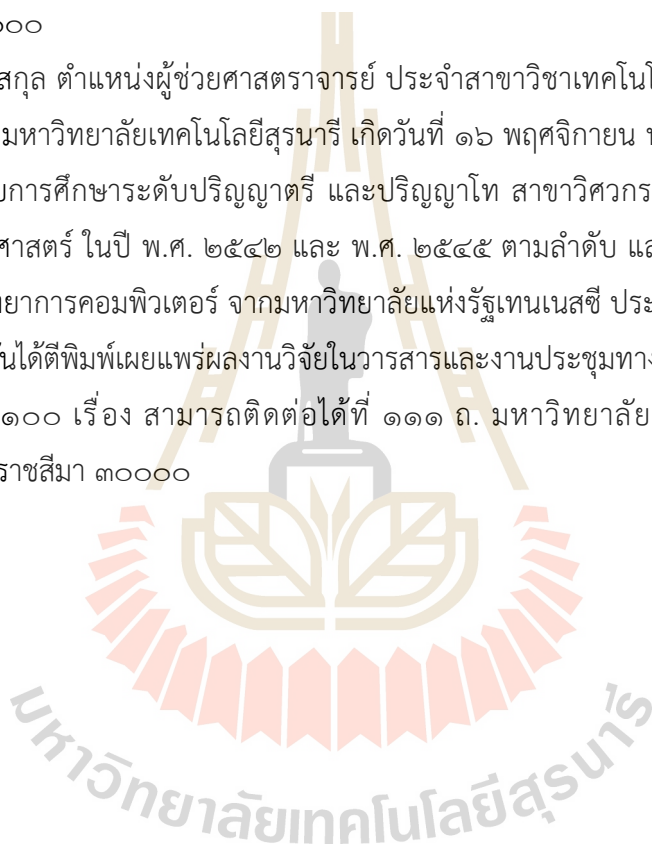 ๐๐๐
สกุล ตำแหน่งผู้ช่วยศาสตราจารย์ ประจำสาขาวิชาเทคโนโ
มหาวิทยาลัยเทคโนโลยีสุรนารี เกิดวันที่ ๑๖ พฤศจิกายน
บการศึกษาระดับปริญญาตรี และปริญญาโท สาขาวิศวกร
ศาสตร์ ในปี พ.ศ. ๒๕๔๒ และ พ.ศ. ๒๕๔๕ ตามลำดับ แล
ทยาการคอมพิวเตอร์ จากมหาวิทยาลัยแห่งรัฐเทนเนสซี ประ
นได้ตีพิมพ์เผยแพร่ผลงานวิจัยในวารสารและงานประชุมทาง
๑๐๐ เรื่อง สามารถติดต่อได้ที่ ๑๑๑ ถ. มหาวิทยาลัย
ราชสีมา ๓๐๐๐๐
มหาวิทยาลัยเทคโนโลยีสุรนารี